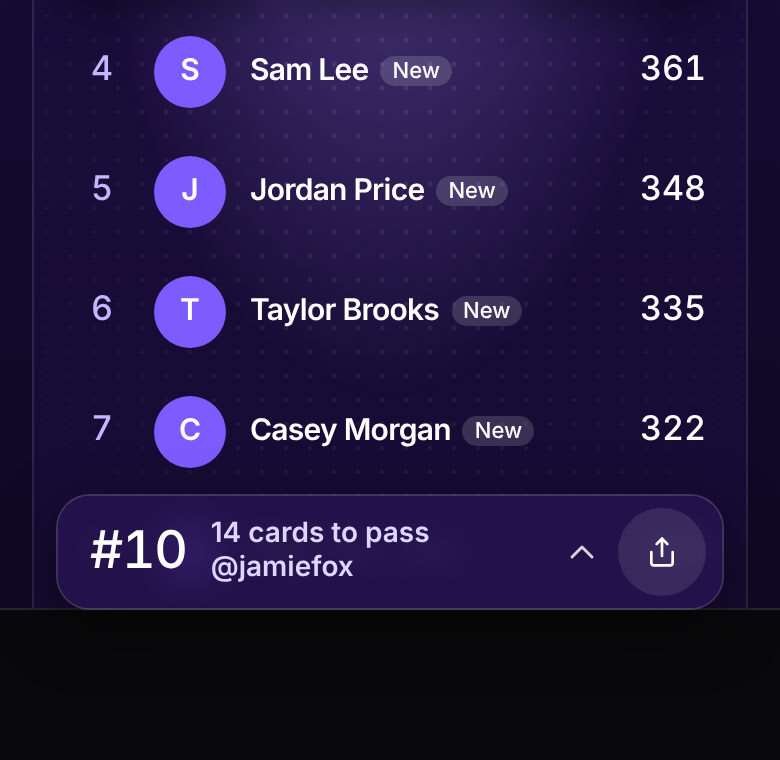 4 S Sam Lee New 361
5 J Jordan Price New 348
6 T Taylor Brooks New 335
7 C Casey Morgan New 322
#10 14 cards to pass
@jamiefox